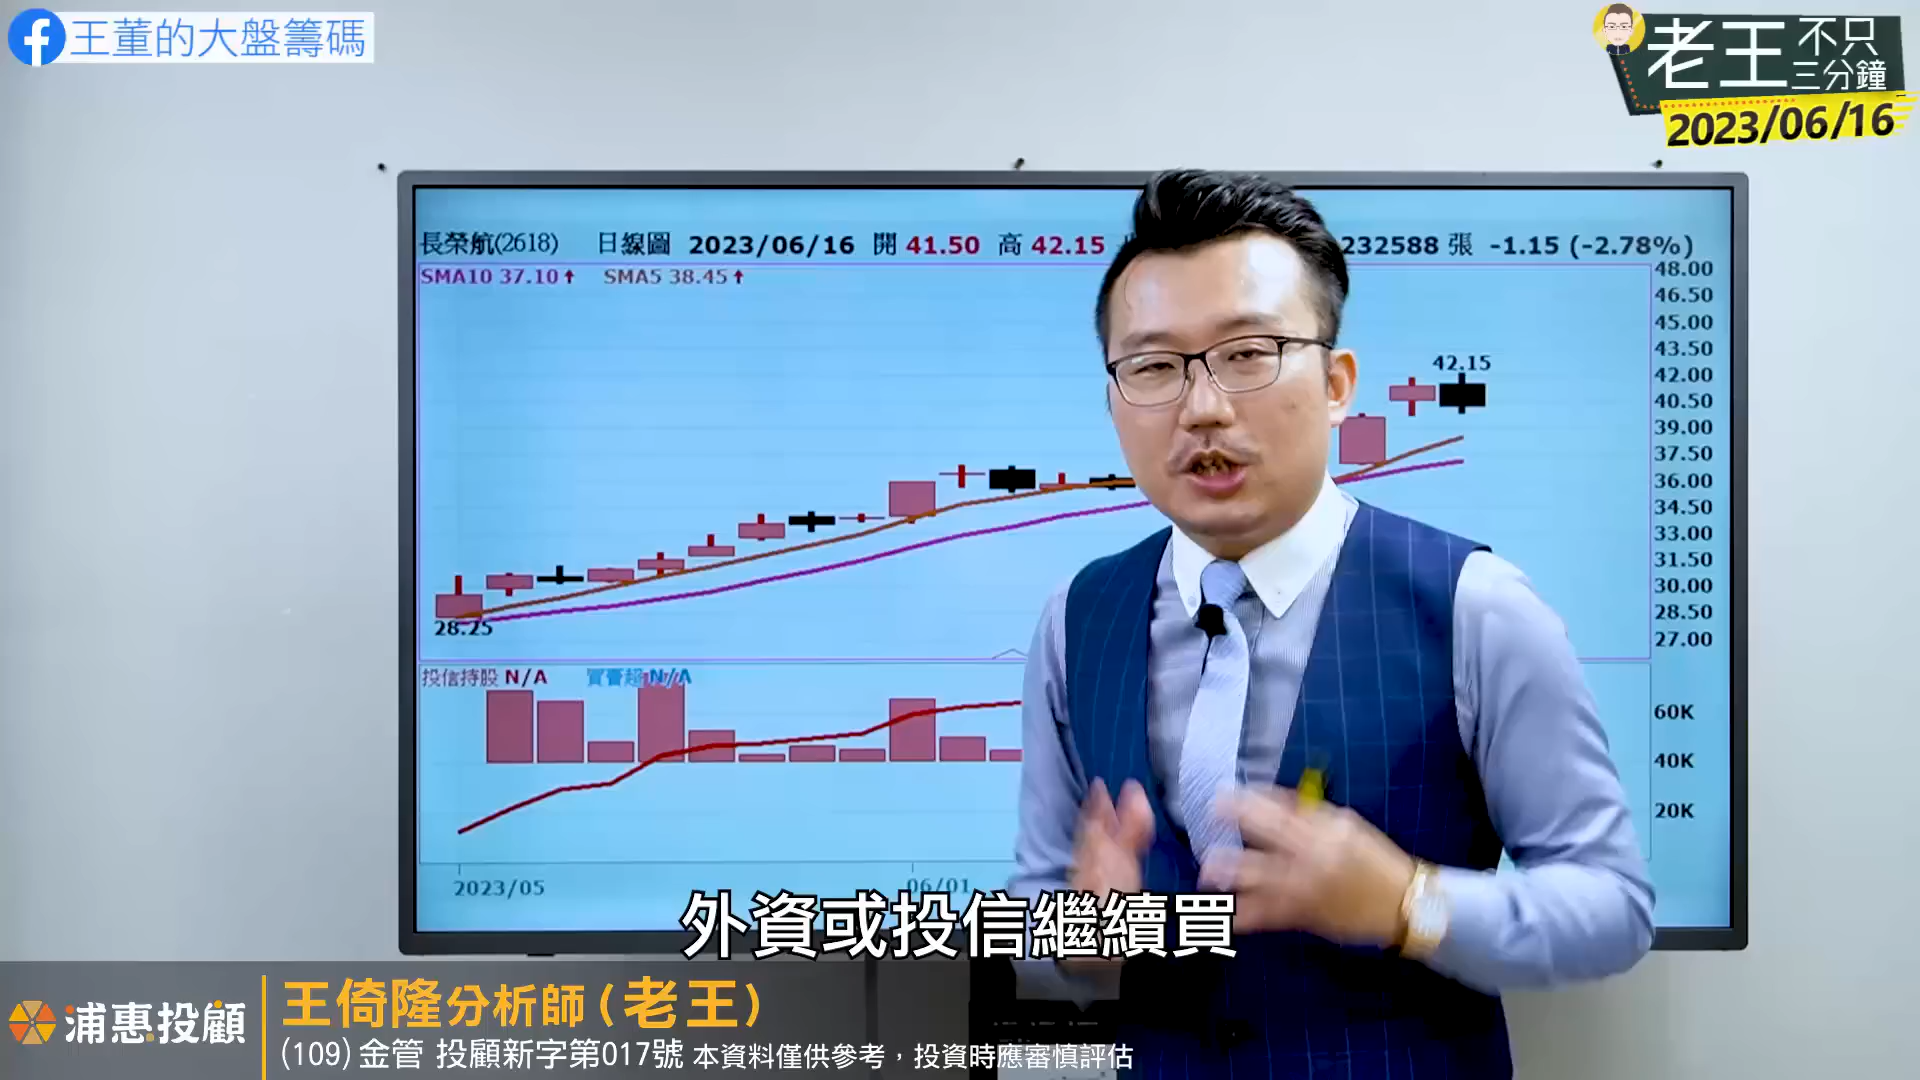 王董的大盤籌碼
老王不只三分鐘
2023/06/16
長榮航(2618) 日線圖 2023/06/16 開 41.50 高 42.15 232588 張 -1.15 (-2.78%)
SMA10 37.10↑ SMA5 38.45↑
48.00
46.50
45.00
43.50
42.00
40.50
39.00
37.50
36.00
34.50
33.00
31.50
30.00
28.50
27.00
42.15
28.25
投信持股 N/A 買賣超 N/A
60K
40K
20K
2023/05 06/01
外資或投信繼續買
浦惠投顧
王倚隆分析師(老王)
(109)金管 投顧新字第017號 本資料僅供參考，投資時應審慎評估